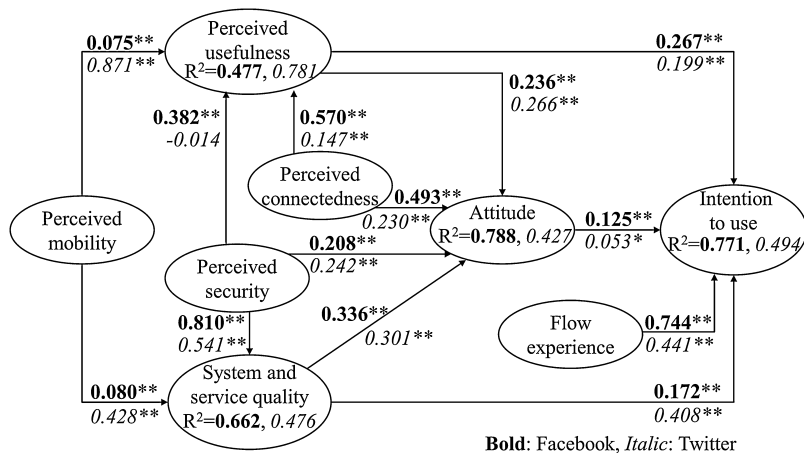 Perceived
usefulness
R²=0.477, 0.781
0.075**
0.871**
0.267**
0.199**
0.236**
0.266**
0.382**
-0.014
0.570**
0.147**
Perceived
connectedness
0.493**
0.230**
Perceived
mobility
Attitude
R²=0.788, 0.427
0.125**
0.053*
Intention
to use
R²=0.771, 0.494
Perceived
security
0.208**
0.242**
0.810**
0.541**
0.336**
0.301**
Flow
experience
0.744**
0.441**
System and
service quality
R²=0.662, 0.476
0.080**
0.428**
0.172**
0.408**
Bold: Facebook, Italic: Twitter